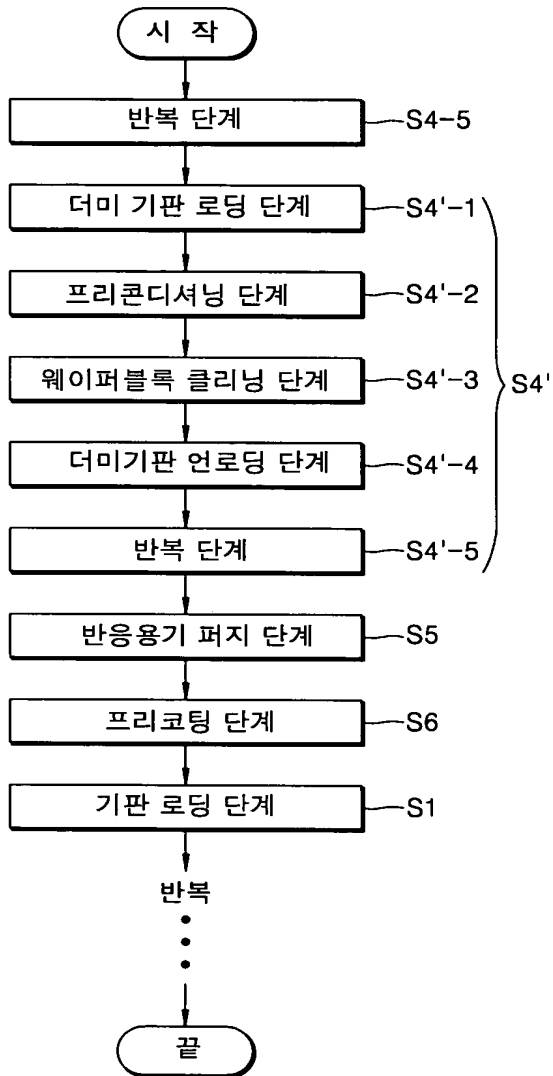 시 작
반복 단계 S4-5
더미 기판 로딩 단계 S4'-1
프리콘디셔닝 단계 S4'-2
웨이퍼블록 클리닝 단계 S4'-3
S4'
더미기판 언로딩 단계 S4'-4
반복 단계 S4'-5
반응용기 퍼지 단계 S5
프리코팅 단계 S6
기판 로딩 단계 S1
반복
끝